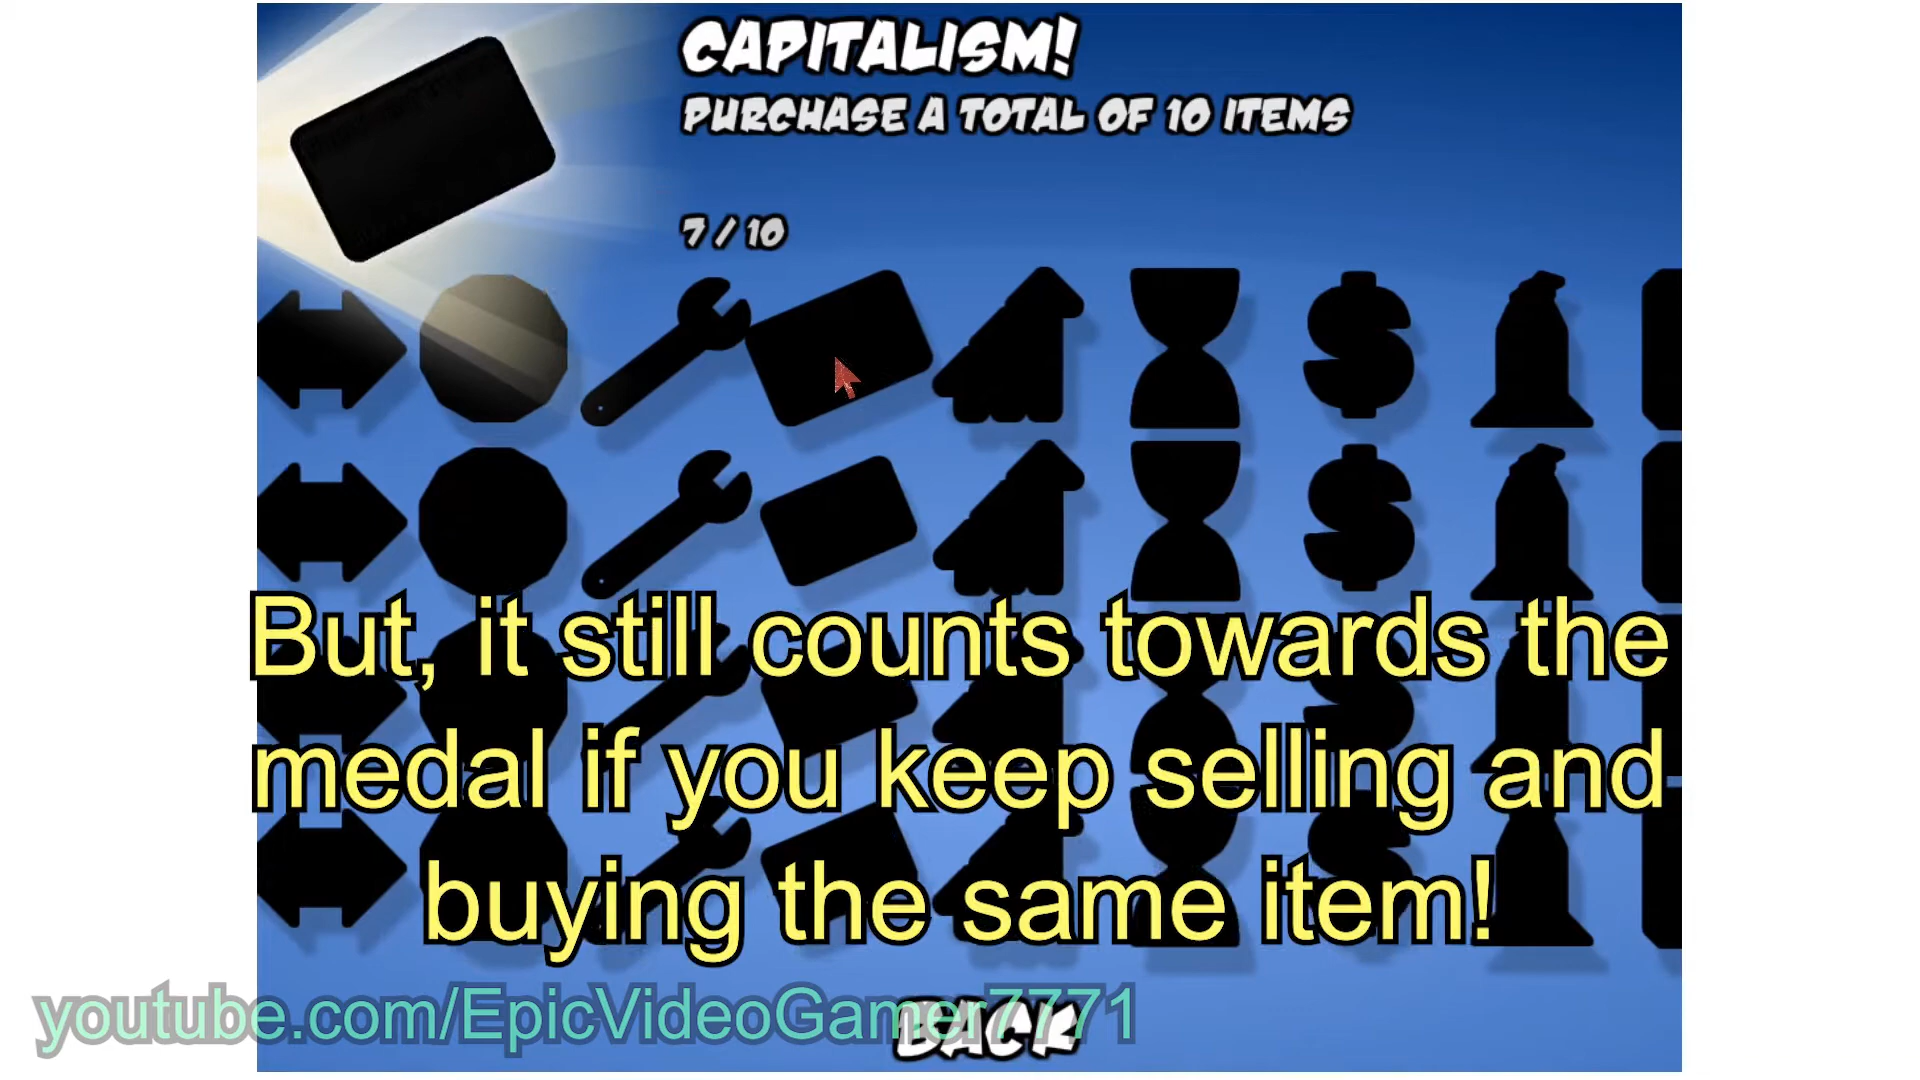 CAPITALISM!
PURCHASE A TOTAL OF 10 ITEMS
7 / 10
But, it still counts towards the
medal if you keep selling and
buying the same item!
youtube.com/EpicVideoGamer7771
BACK